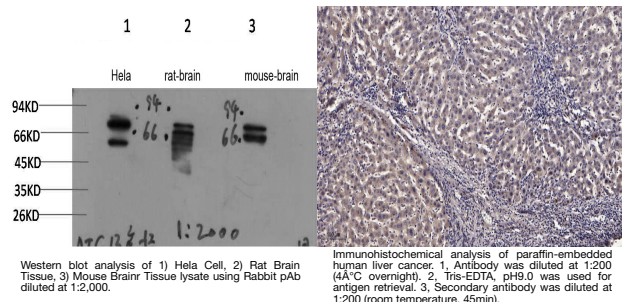 1 2 3
Hela rat-brain mouse-brain
94KD
94. 94.
66KD
66. 66.
45KD
35KD
26KD
1:2000
Western blot analysis of 1) Hela Cell, 2) Rat Brain
Tissue, 3) Mouse Brainr Tissue lysate using Rabbit pAb
diluted at 1:2,000.
Immunohistochemical analysis of paraffin-embedded
human liver cancer. 1, Antibody was diluted at 1:200
(4Â°C overnight). 2, Tris-EDTA, pH9.0 was used for
antigen retrieval. 3, Secondary antibody was diluted at
1:200 (room temperature, 45min).